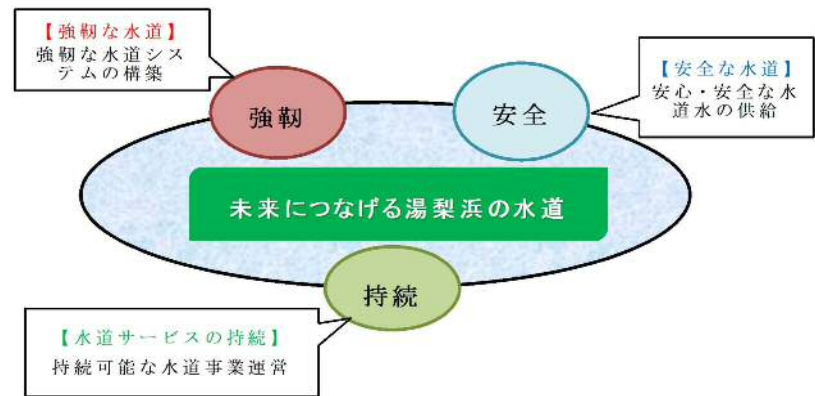 【強靭な水道】
強靭な水道シス
テムの構築
強靭
安全
【安全な水道】
安心・安全な水
道水の供給
未来につなげる湯梨浜の水道
持続
【水道サービスの持続】
持続可能な水道事業運営